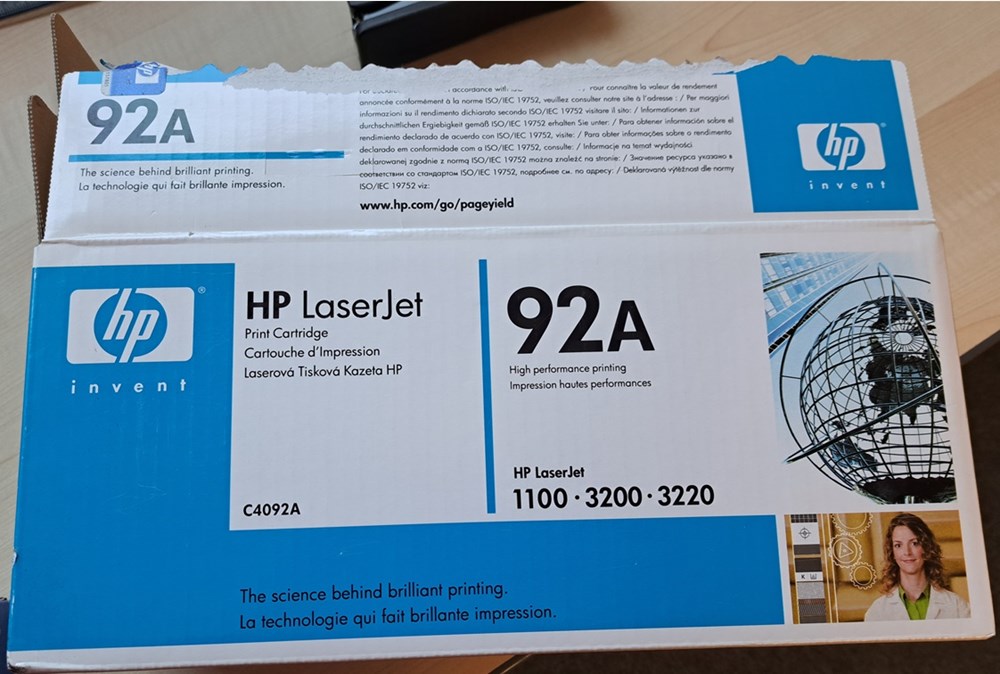 hp
92A
The science behind brilliant printing.
La technologie qui fait brillante impression.
accordance with
Pour connaître la valeur de rendement
annoncée conformément à la norme ISO/IEC 19752, veuillez consulter notre site à l'adresse : / Per maggiori
informazioni su il rendimento dichiarato secondo ISO/IEC 19752 visitare il sito: / Informationen zur
durchschnittlichen Ergiebigkeit gemäß ISO/IEC 19752 erhalten Sie unter: / Para obtener información sobre el
rendimiento declarado de acuerdo con ISO/IEC 19752, visite: / Para obter informações sobre o rendimento
declarado em conformidade com a ISO/IEC 19752, consulte: / Informacje na temat wydajności
deklarowanej zgodnie z normą ISO/IEC 19752 można znaleźć na stronie: / Значение ресурса указано в
соответствии со стандартом ISO/IEC 19752, подробнее см. по адресу: / Deklarovaná výtěžnost dle normy
ISO/IEC 19752 viz:
www.hp.com/go/pageyield
hp®
invent
hp®
invent
HP LaserJet
Print Cartridge
Cartouche d'Impression
Laserová Tisková Kazeta HP
C4092A
92A
High performance printing
Impression hautes performances
HP LaserJet
1100 · 3200 · 3220
K
The science behind brilliant printing.
La technologie qui fait brillante impression.